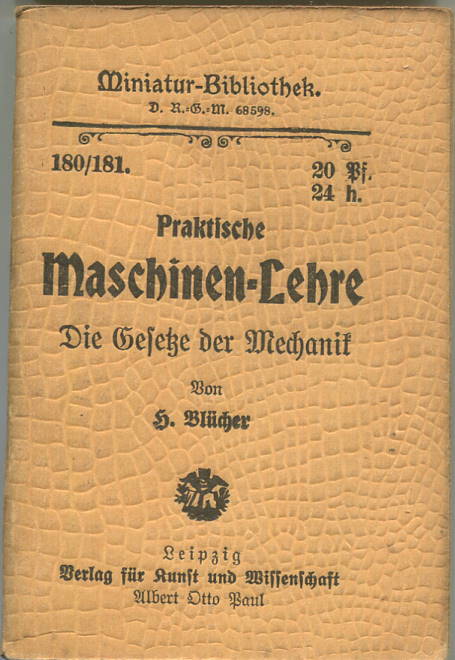 Miniatur-Bibliothek.
D. R.-G.-M. 68598.
180/181.
20 Pf.
24 h.
Praktische
Maschinen-Lehre
Die Gesetze der Mechanik
Von
H. Blücher
Leipzig
Verlag für Kunst und Wissenschaft
Albert Otto Paul